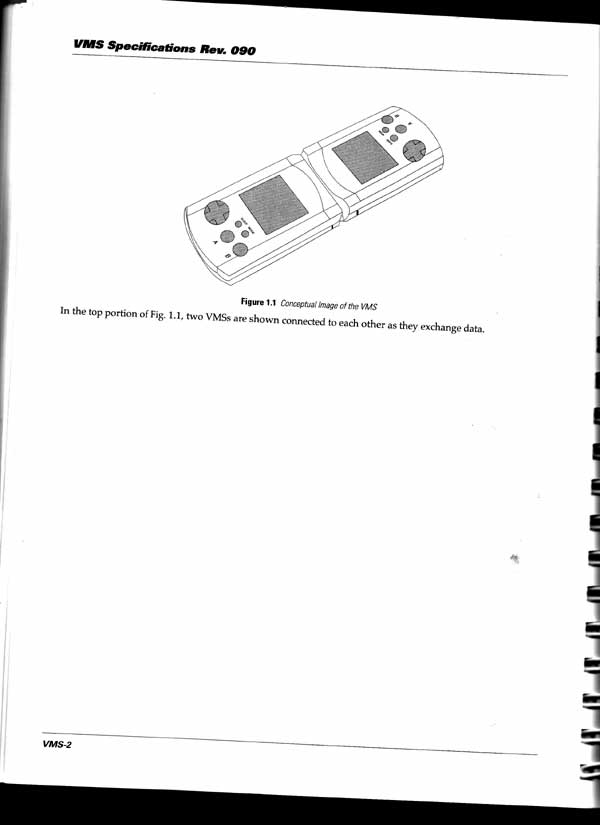 VMS Specifications Rev. 090
A
B
A
B
Figure 1.1 Conceptual Image of the VMS
In the top portion of Fig. 1.1, two VMSs are shown connected to each other as they exchange data.
VMS-2